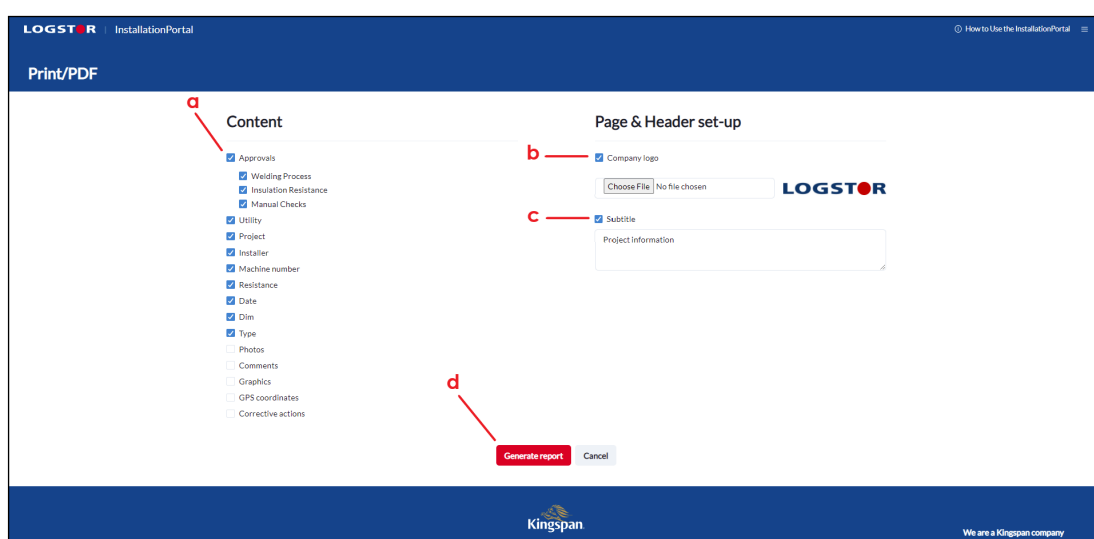 LOGSTOR | InstallationPortal
How to Use the InstallationPortal
Print/PDF
a
Content
Approvals
Welding Process
Insulation Resistance
Manual Checks
Utility
Project
Installer
Machine number
Resistance
Date
Dim
Type
Photos
Comments
Graphics
GPS coordinates
Corrective actions
Page & Header set-up
b
Company logo
Choose File No file chosen
LOGSTOR
c
Subtitle
Project information
d
Generate report
Cancel
Kingspan.
We are a Kingspan company